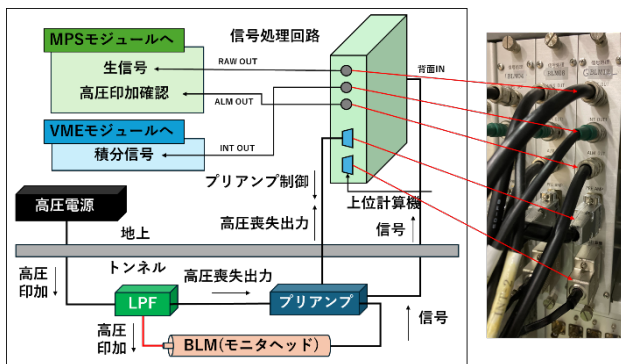 MPSモジュールへ
生信号
高圧印加確認
VMEモジュールへ
積分信号
信号処理回路
RAW OUT
ALM OUT
INT OUT
背面IN
プリアンプ制御
高圧喪失出力
上位計算機
信号
高圧電源
地上
トンネル
高圧
印加
高圧喪失出力
LPF
プリアンプ
高圧
印加
BLM(モニタヘッド)
信号